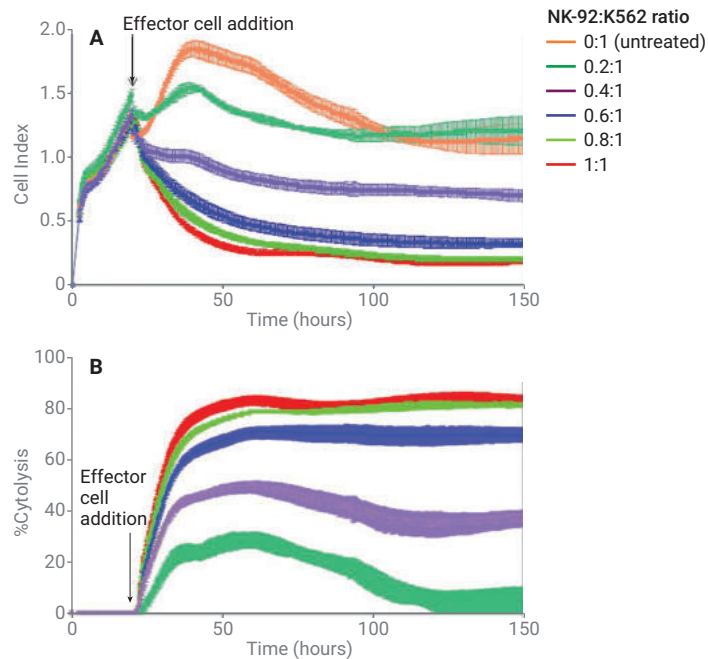 Effector cell addition
A
2.0
1.5
1.0
0.5
0
Cell Index
0
50
100
150
Time (hours)
NK-92:K562 ratio
0:1 (untreated)
0.2:1
0.4:1
0.6:1
0.8:1
1:1
B
100
80
60
40
20
0
%Cytolysis
Effector
cell
addition
0
50
100
150
Time (hours)